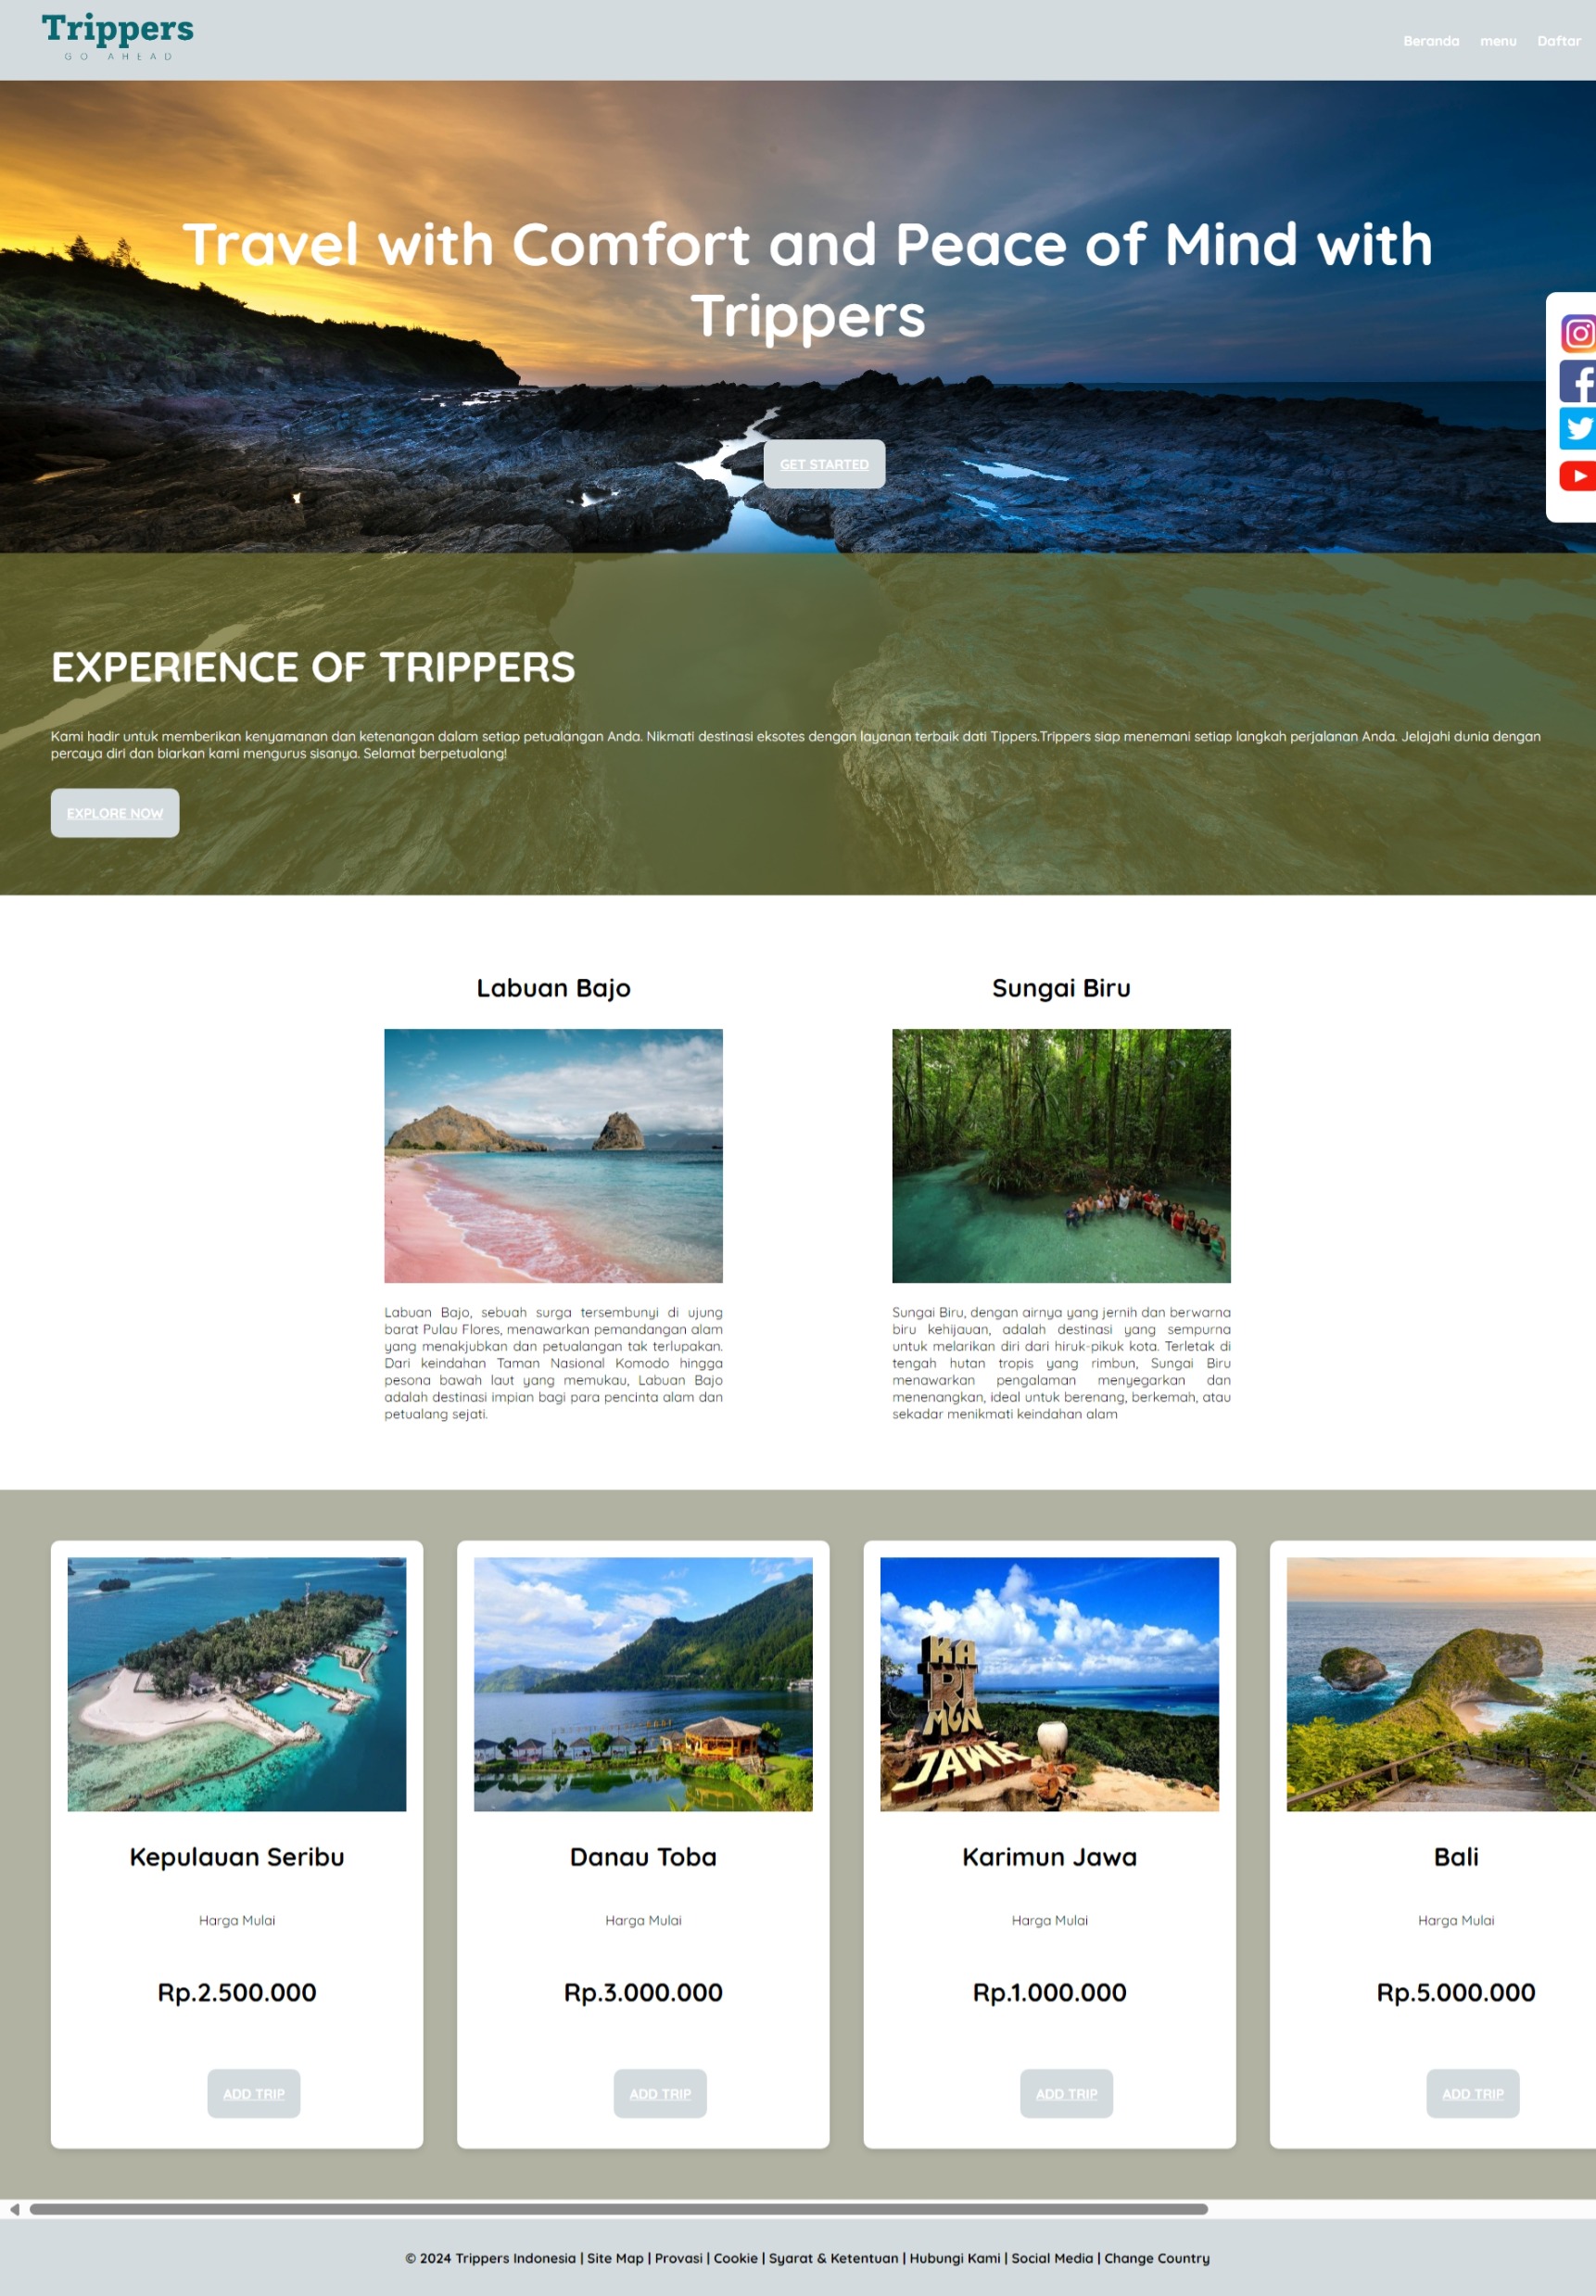 Trippers
GO AHEAD
Beranda menu Daftar
Travel with Comfort and Peace of Mind with
Trippers
GET STARTED
EXPERIENCE OF TRIPPERS
Kami hadir untuk memberikan kenyamanan dan ketenangan dalam setiap petualangan Anda. Nikmati destinasi eksotes dengan layanan terbaik dati Tippers.Trippers siap menemani setiap langkah perjalanan Anda. Jelajahi dunia dengan
percaya diri dan biarkan kami mengurus sisanya. Selamat berpetualang!
EXPLORE NOW
Labuan Bajo
Labuan Bajo, sebuah surga tersembunyi di ujung
barat Pulau Flores, menawarkan pemandangan alam
yang menakjubkan dan petualangan tak terlupakan.
Dari keindahan Taman Nasional Komodo hingga
pesona bawah laut yang memukau, Labuan Bajo
adalah destinasi impian bagi para pencinta alam dan
petualang sejati.
Sungai Biru
Sungai Biru, dengan airnya yang jernih dan berwarna
biru kehijauan, adalah destinasi yang sempurna
untuk melarikan diri dari hiruk-pikuk kota. Terletak di
tengah hutan tropis yang rimbun, Sungai Biru
menawarkan pengalaman menyegarkan dan
menenangkan, ideal untuk berenang, berkemah, atau
sekadar menikmati keindahan alam
Kepulauan Seribu
Harga Mulai
Rp.2.500.000
ADD TRIP
Danau Toba
Harga Mulai
Rp.3.000.000
ADD TRIP
KA
RI
MUN
JAWA
Karimun Jawa
Harga Mulai
Rp.1.000.000
ADD TRIP
Bali
Harga Mulai
Rp.5.000.000
ADD TRIP
© 2024 Trippers Indonesia | Site Map | Provasi | Cookie | Syarat & Ketentuan | Hubungi Kami | Social Media | Change Country